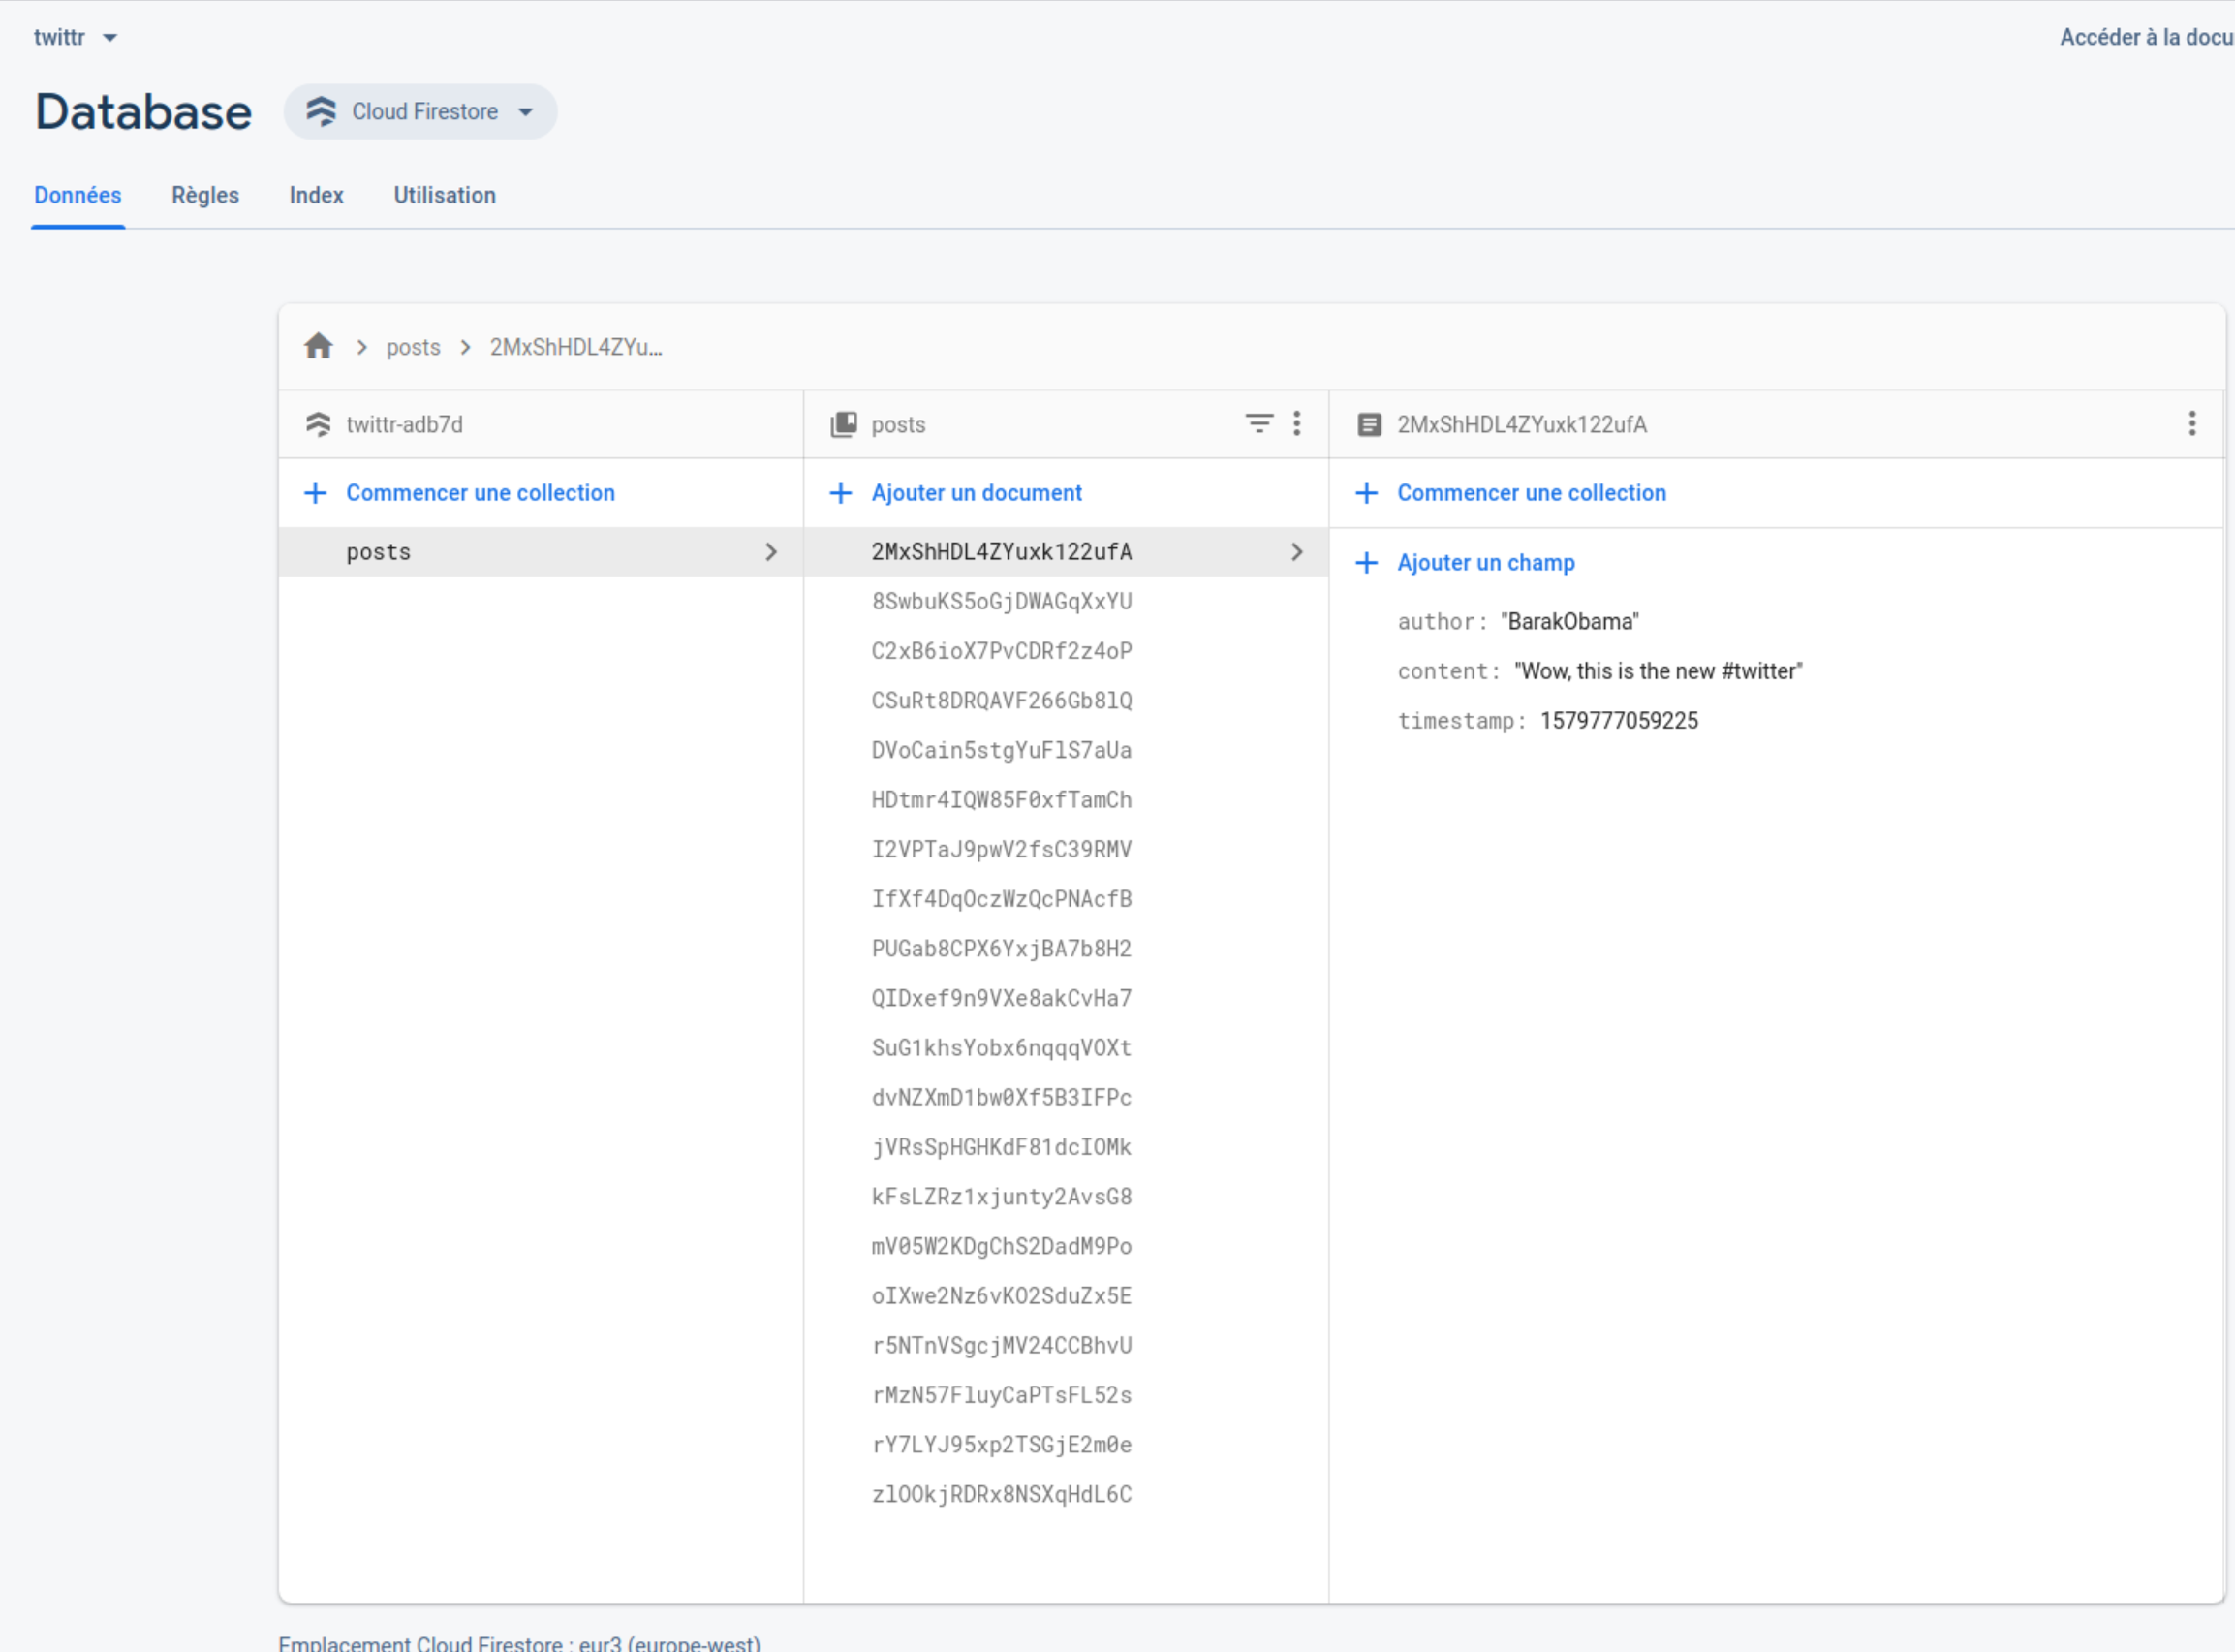 twittr
Accéder à la docu
Database
Cloud Firestore
Données Règles Index Utilisation
posts 2MxShHDL4ZYu...
twittr-adb7d
Commencer une collection
posts
posts
Ajouter un document
2MxShHDL4ZYuxk122ufA
8SwbuKS5oGjDWAGqXxYU
C2xB6ioX7PvCDRf2z4oP
CSuRt8DRQAVF266Gb8lQ
DVoCain5stgYuFlS7aUa
HDtmr4IQW85F0xfTamCh
I2VPTaJ9pwV2fsC39RMV
IfXf4DqOczWzQcPNAcfB
PUGab8CPX6YxjBA7b8H2
QIDxef9n9VXe8akCvHa7
SuG1khsYobx6nqqqVOXt
dvNZXmD1bw0Xf5B3IFPc
jVRsSpHGHKdF81dcIOMk
kFsLZRz1xjunty2AvsG8
mV05W2KDgChS2DadM9Po
oIXwe2Nz6vKO2SduZx5E
r5NTnVSgcjMV24CCBhvU
rMzN57FluyCaPTsFL52s
rY7LYJ95xp2TSGjE2m0e
zlOOkjRDRx8NSXqHdL6C
2MxShHDL4ZYuxk122ufA
Commencer une collection
Ajouter un champ
author: "BarakObama"
content: "Wow, this is the new #twitter"
timestamp: 1579777059225
Emplacement Cloud Firestore : eur3 (europe-west)